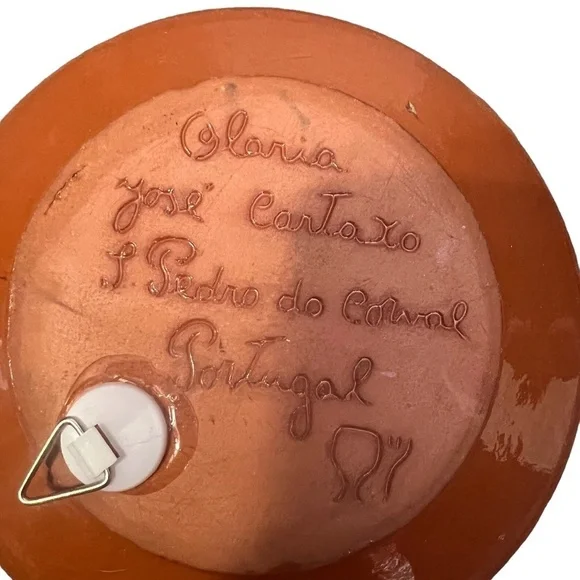 Olaria
"José" Cartaxo
S. Pedro do Corval
Portugal